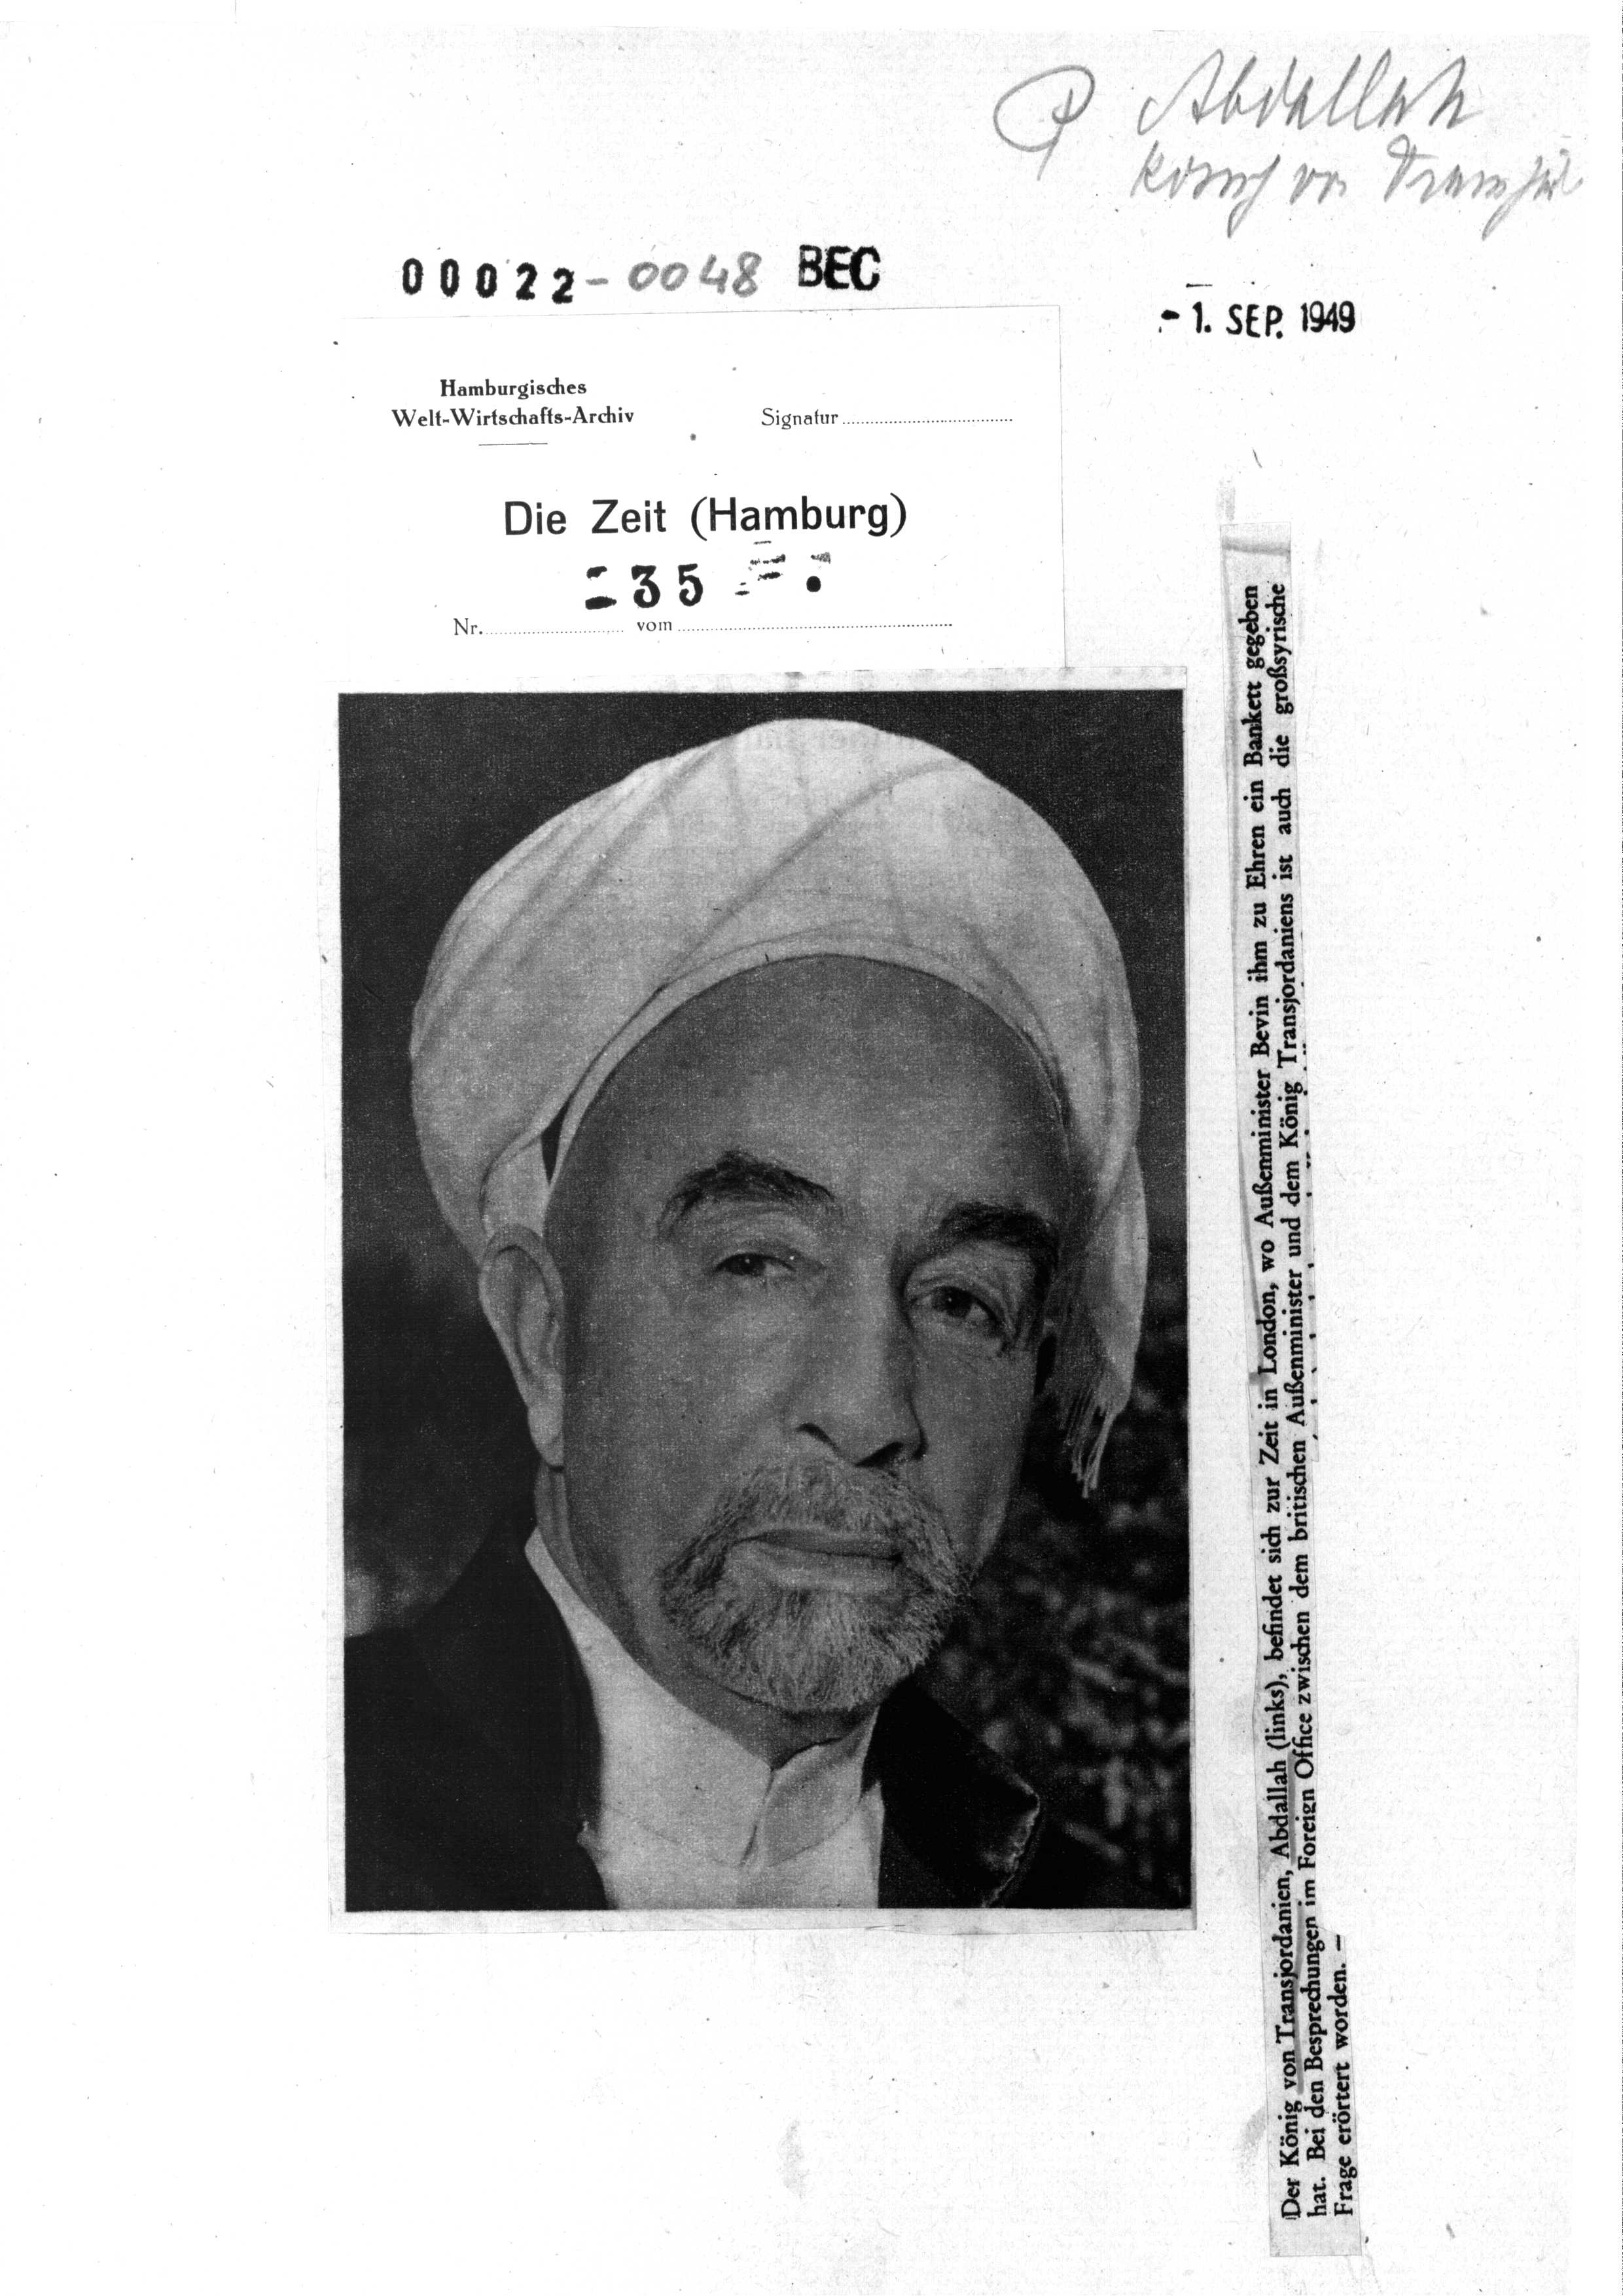 Abdallah
König von Transjor
00022-0048 BEC
- 1. SEP. 1949
Hamburgisches
Welt-Wirtschafts-Archiv
Signatur
Die Zeit (Hamburg)
35
Nr. vom
Der König von Transjordanien, Abdallah (links), befindet sich zur Zeit in London, wo Außenminister Bevin ihm zu Ehren ein Bankett gegeben
hat. Bei den Besprechungen im Foreign Office zwischen dem britischen Außenminister und dem König Transjordaniens ist auch die großsyrische
Frage erörtert worden. —